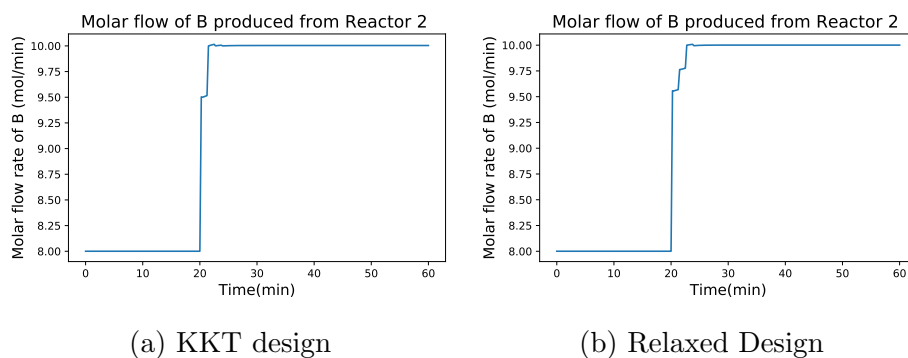 Molar flow of B produced from Reactor 2
Molar flow rate of B (mol/min)
10.00
9.75
9.50
9.25
9.00
8.75
8.50
8.25
8.00
0 10 20 30 40 50 60
Time(min)
(a) KKT design
Molar flow of B produced from Reactor 2
Molar flow rate of B (mol/min)
10.00
9.75
9.50
9.25
9.00
8.75
8.50
8.25
8.00
0 10 20 30 40 50 60
Time(min)
(b) Relaxed Design